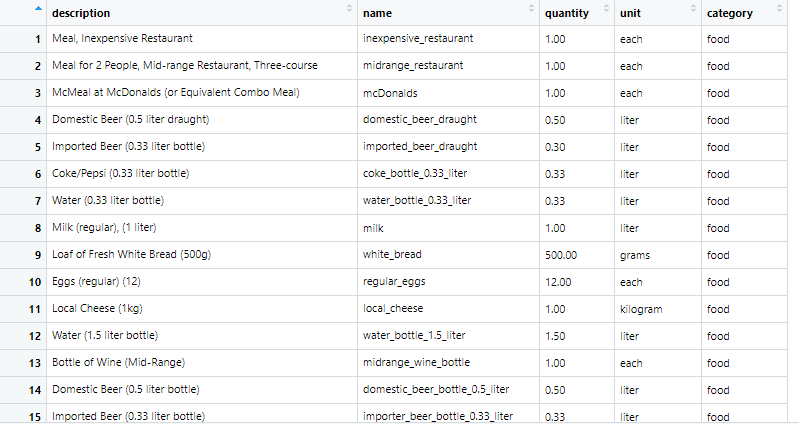 description name quantity unit category
1 Meal, Inexpensive Restaurant inexpensive_restaurant 1.00 each food
2 Meal for 2 People, Mid-range Restaurant, Three-course midrange_restaurant 1.00 each food
3 McMeal at McDonalds (or Equivalent Combo Meal) mcDonalds 1.00 each food
4 Domestic Beer (0.5 liter draught) domestic_beer_draught 0.50 liter food
5 Imported Beer (0.33 liter bottle) imported_beer_draught 0.30 liter food
6 Coke/Pepsi (0.33 liter bottle) coke_bottle_0.33_liter 0.33 liter food
7 Water (0.33 liter bottle) water_bottle_0.33_liter 0.33 liter food
8 Milk (regular), (1 liter) milk 1.00 liter food
9 Loaf of Fresh White Bread (500g) white_bread 500.00 grams food
10 Eggs (regular) (12) regular_eggs 12.00 each food
11 Local Cheese (1kg) local_cheese 1.00 kilogram food
12 Water (1.5 liter bottle) water_bottle_1.5_liter 1.50 liter food
13 Bottle of Wine (Mid-Range) midrange_wine_bottle 1.00 each food
14 Domestic Beer (0.5 liter bottle) domestic_beer_bottle_0.5_liter 0.50 liter food
15 Imported Beer (0.33 liter bottle) importer_beer_bottle_0.33_liter 0.33 liter food